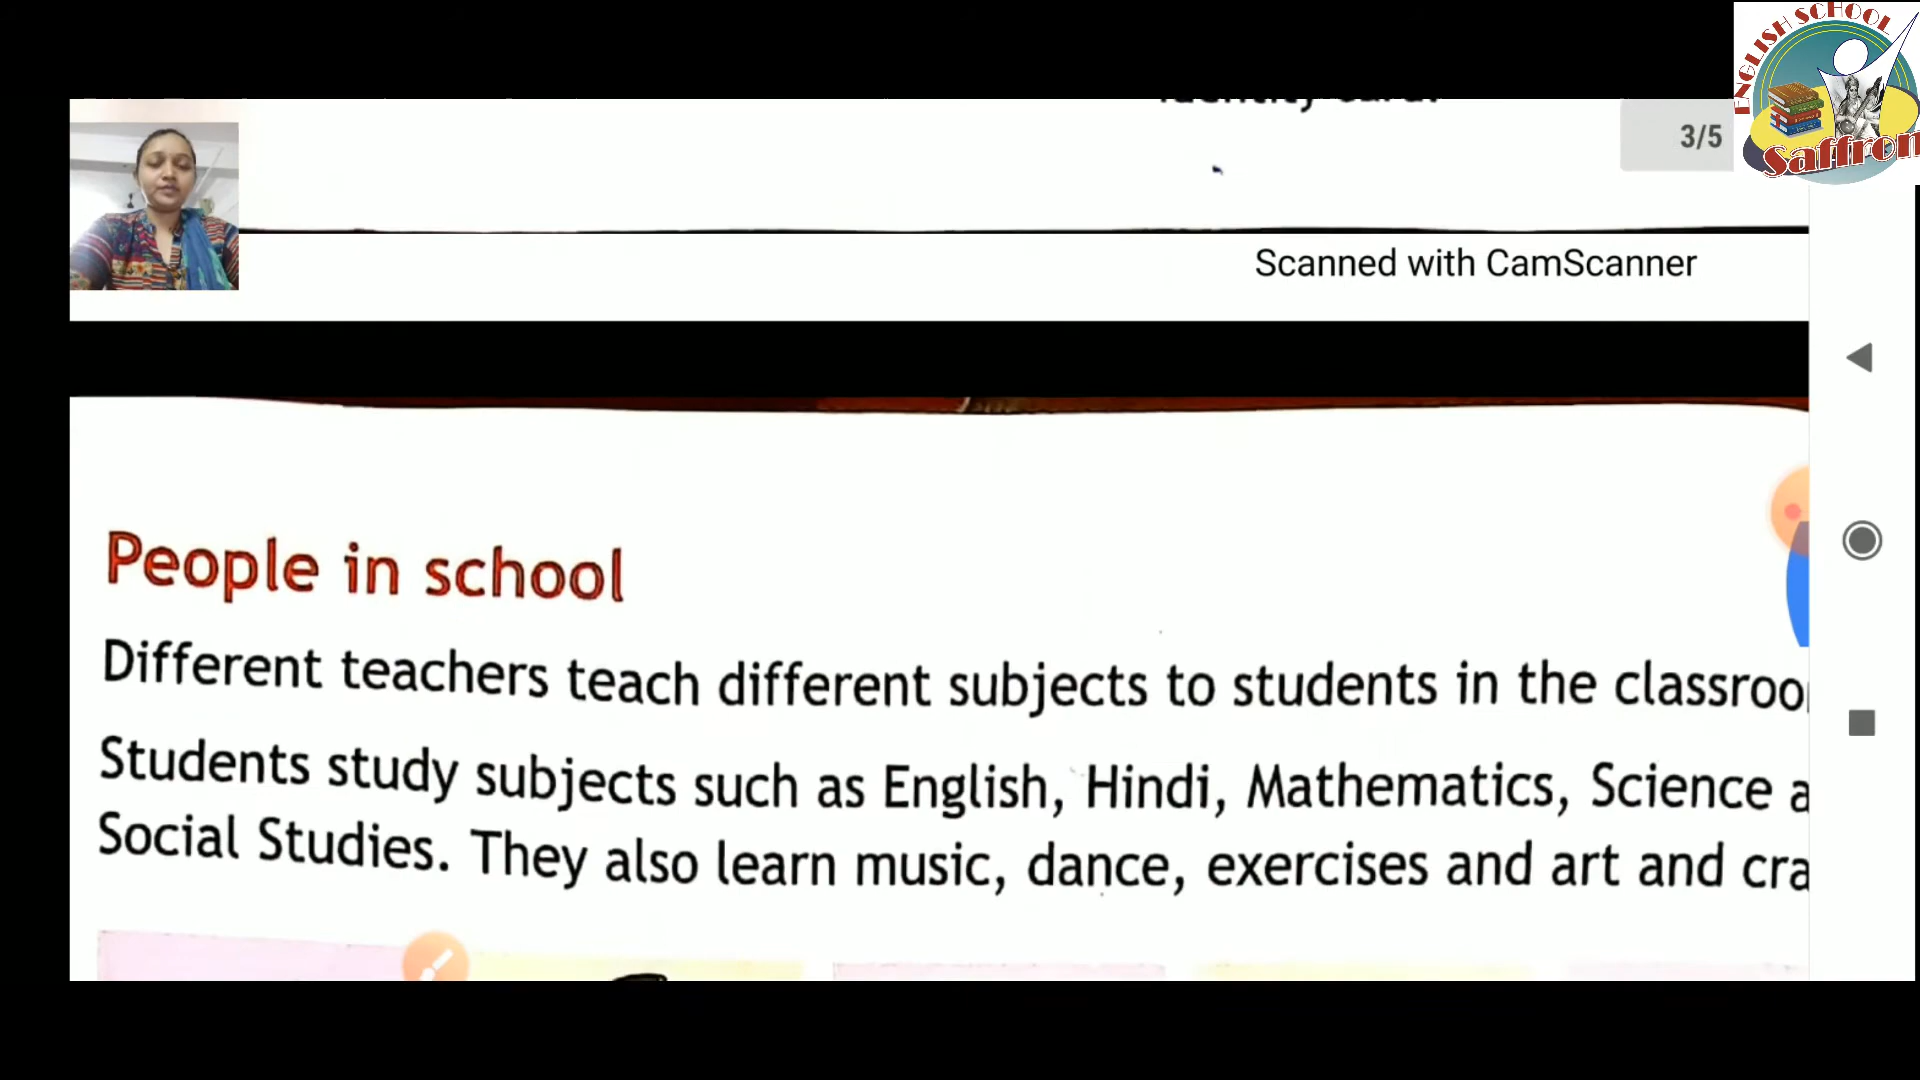 ENGLISH SCHOOL
Saffron
3/5
Scanned with CamScanner
People in school
Different teachers teach different subjects to students in the classroo
Students study subjects such as English, Hindi, Mathematics, Science a
Social Studies. They also learn music, dance, exercises and art and cra